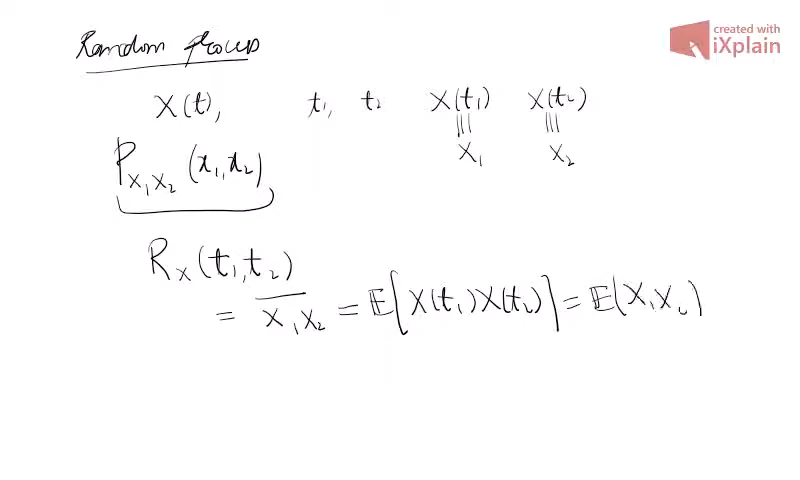 Random process
created with
iXplain
X(t), t₁, t₂ X(t₁) X(t₂)
≡ ≡
X₁ X₂
P_{X₁X₂}(x₁,x₂)
R_X(t₁,t₂)
= \overline{X₁X₂} = 𝔼[X(t₁)X(t₂)] = 𝔼(X₁X₂)